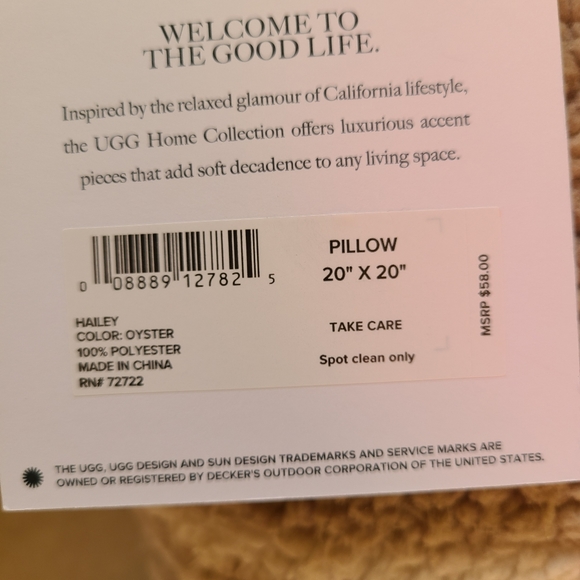 WELCOME TO
THE GOOD LIFE.
Inspired by the relaxed glamour of California lifestyle,
the UGG Home Collection offers luxurious accent
pieces that add soft decadence to any living space.
0 08889 12782 5
PILLOW
20" X 20"
HAILEY
COLOR: OYSTER
100% POLYESTER
MADE IN CHINA
RN# 72722
TAKE CARE
Spot clean only
MSRP $58.00
THE UGG, UGG DESIGN AND SUN DESIGN TRADEMARKS AND SERVICE MARKS ARE
OWNED OR REGISTERED BY DECKER'S OUTDOOR CORPORATION OF THE UNITED STATES.